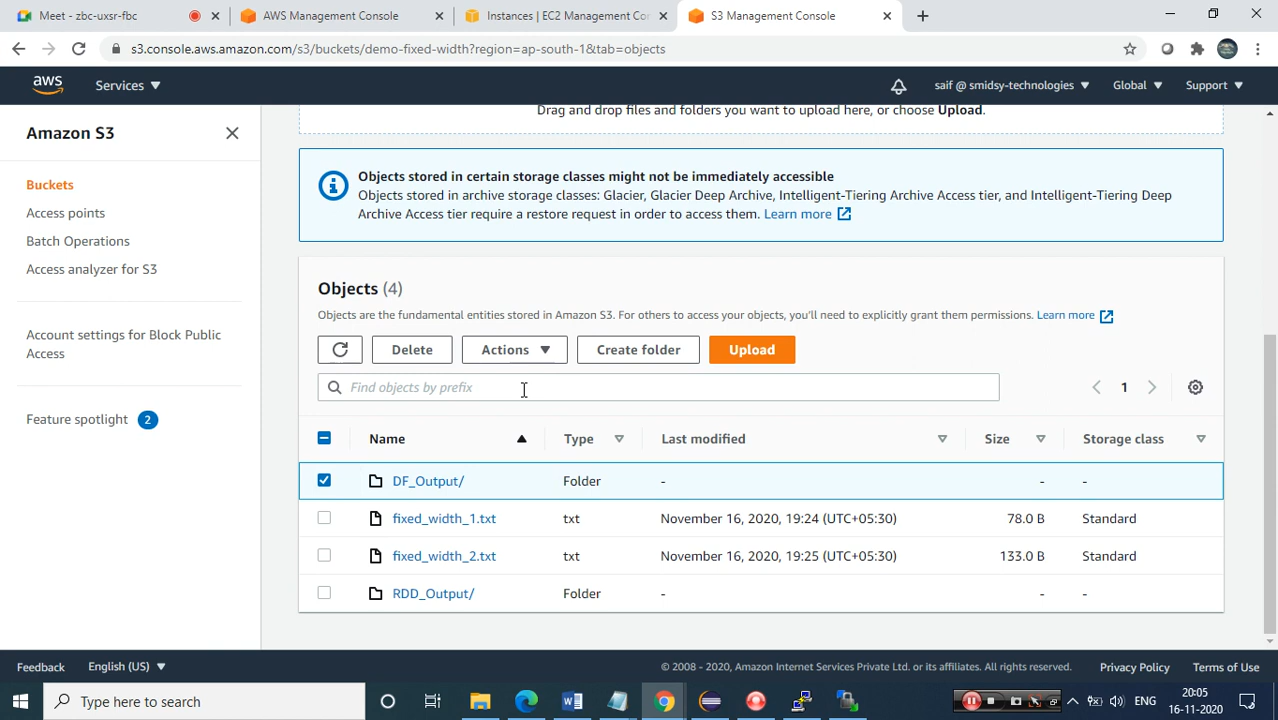 Meet - zbc-uxsr-fbc
AWS Management Console
Instances | EC2 Management Con
S3 Management Console
s3.console.aws.amazon.com/s3/buckets/demo-fixed-width?region=ap-south-1&tab=objects
aws
Services
saif @ smidsy-technologies
Global
Support
Amazon S3
Buckets
Access points
Batch Operations
Access analyzer for S3
Account settings for Block Public
Access
Feature spotlight 2
Drag and drop files and folders you want to upload here, or choose Upload.
Objects stored in certain storage classes might not be immediately accessible
Objects stored in archive storage classes: Glacier, Glacier Deep Archive, Intelligent-Tiering Archive Access tier, and Intelligent-Tiering Deep
Archive Access tier require a restore request in order to access them. Learn more
Objects (4)
Objects are the fundamental entities stored in Amazon S3. For others to access your objects, you'll need to explicitly grant them permissions. Learn more
Delete Actions Create folder Upload
Find objects by prefix
1
Name Type Last modified Size Storage class
DF_Output/ Folder - - -
fixed_width_1.txt txt November 16, 2020, 19:24 (UTC+05:30) 78.0 B Standard
fixed_width_2.txt txt November 16, 2020, 19:25 (UTC+05:30) 133.0 B Standard
RDD_Output/ Folder - - -
Feedback English (US) © 2008 - 2020, Amazon Internet Services Private Ltd. or its affiliates. All rights reserved. Privacy Policy Terms of Use
Type here to search
ENG
20:05
16-11-2020